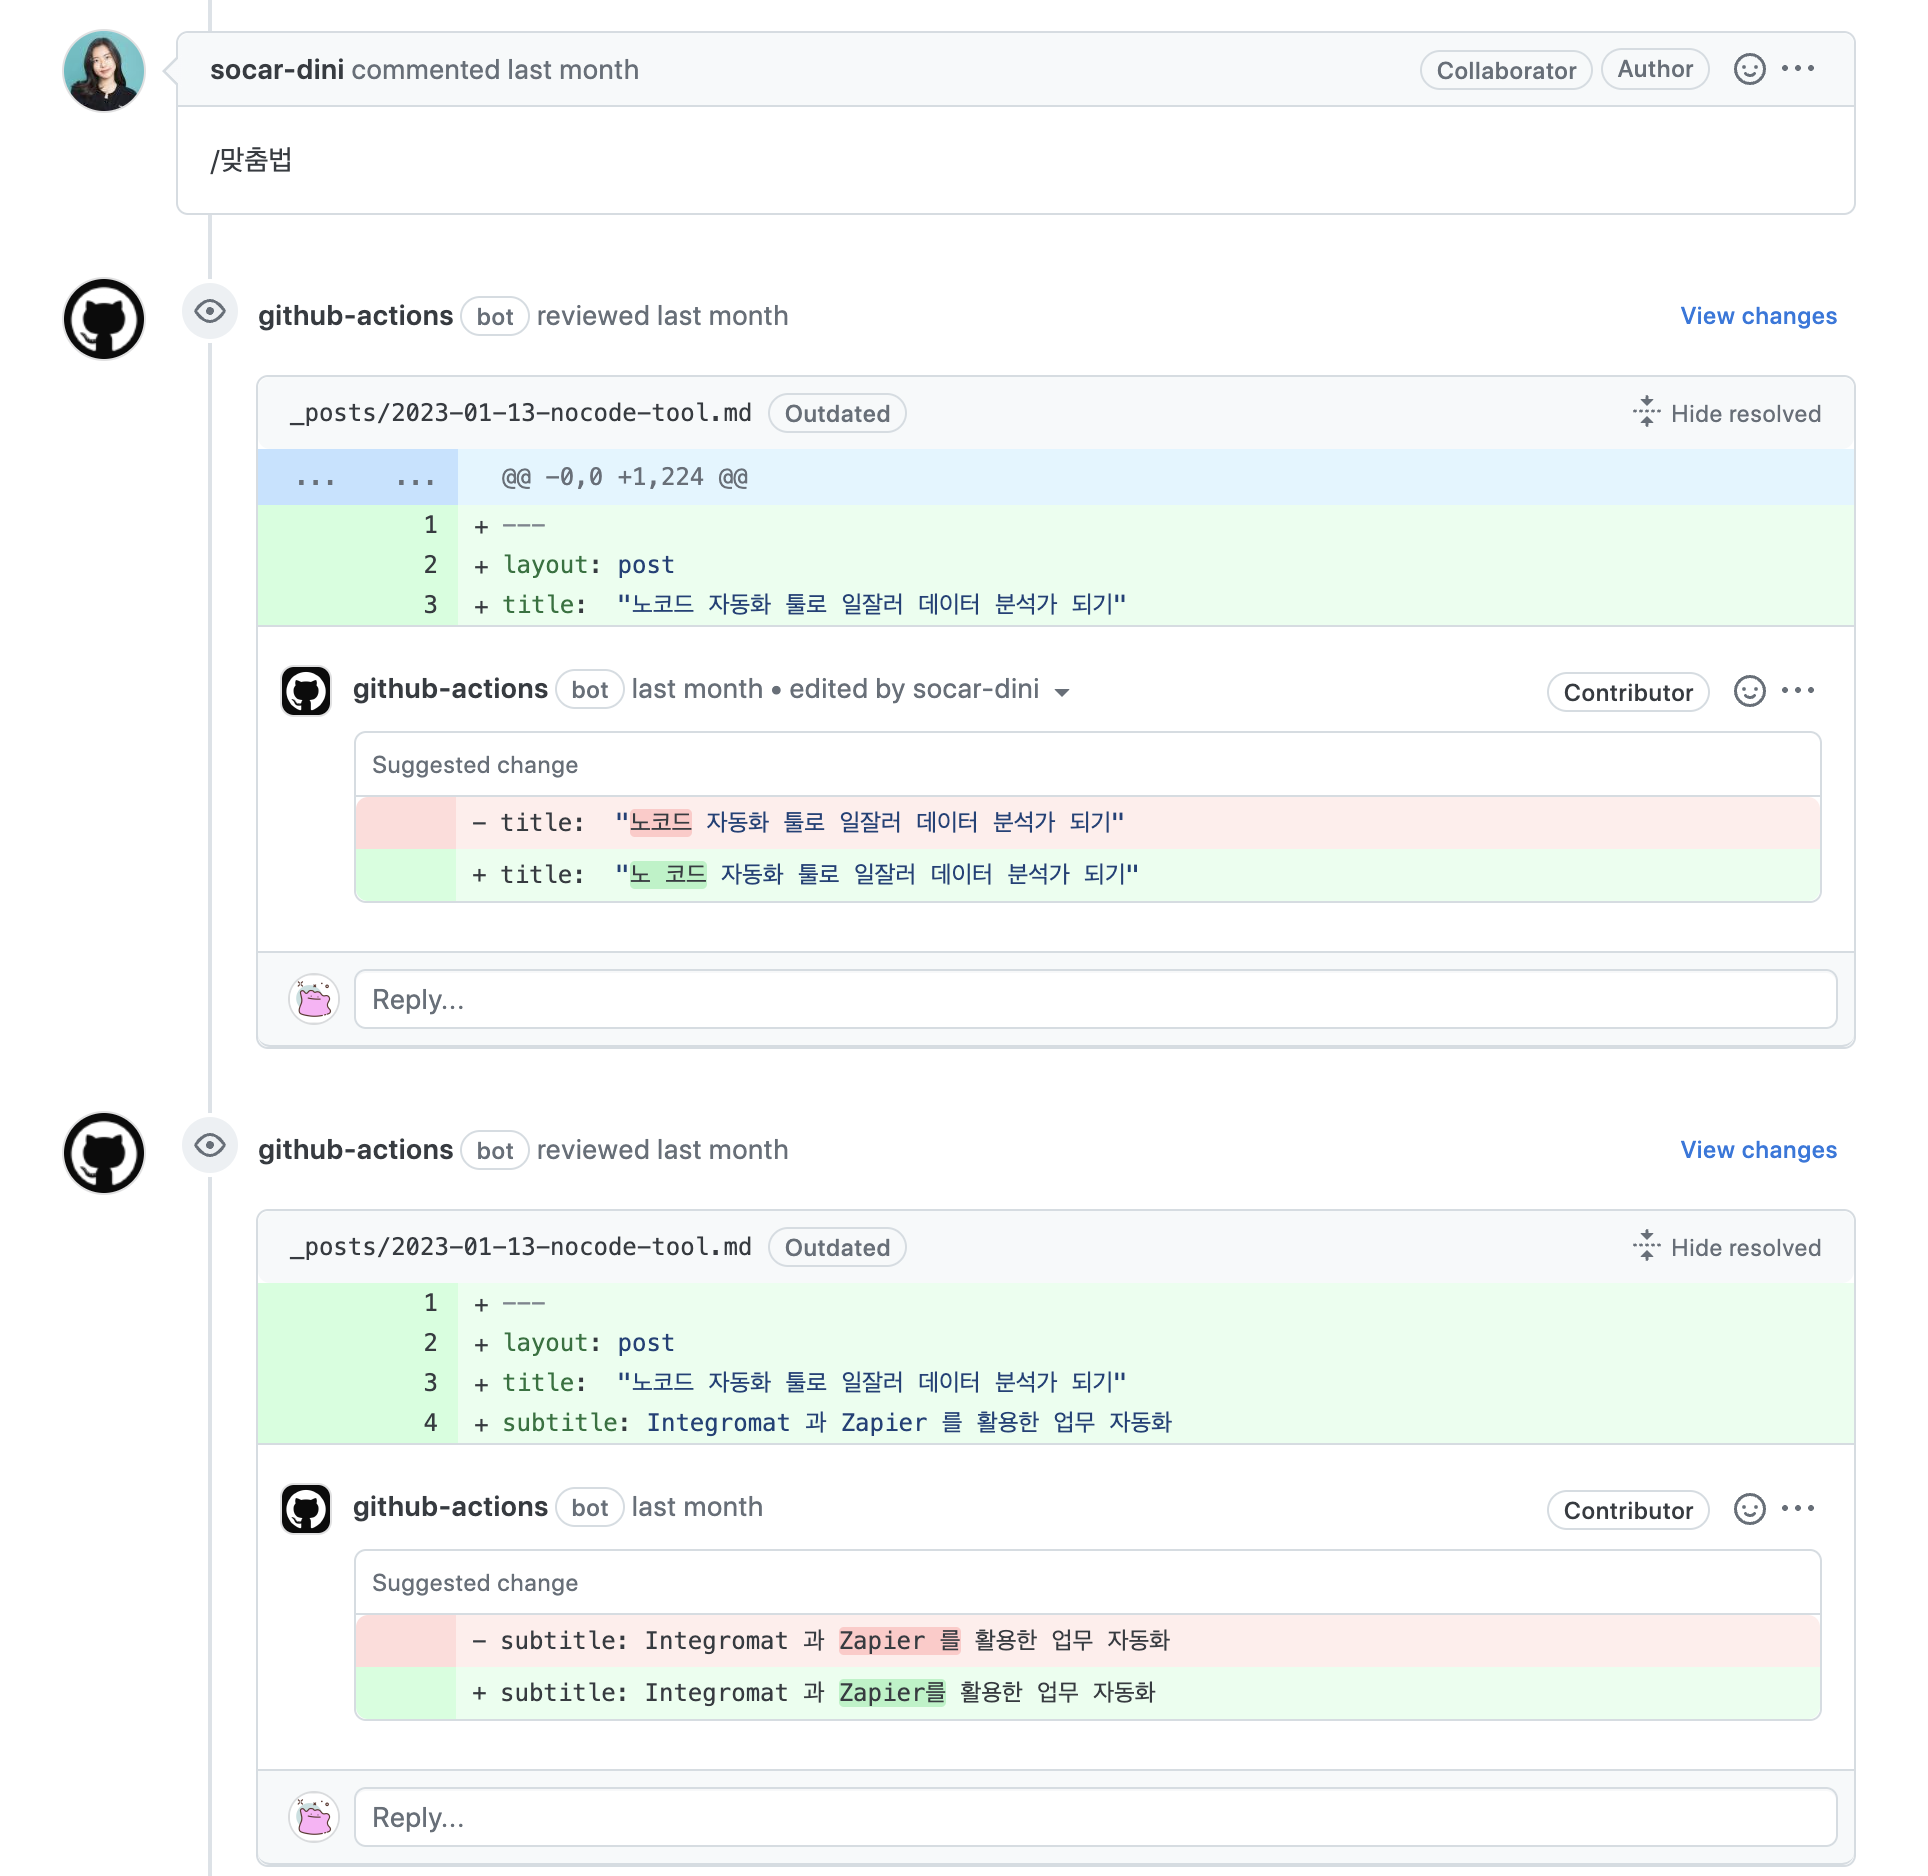 socar-dini commented last month Collaborator Author
/맞춤법
github-actions bot reviewed last month View changes
_posts/2023-01-13-nocode-tool.md Outdated Hide resolved
... ... @@ -0,0 +1,224 @@
1 + ---
2 + layout: post
3 + title: "노코드 자동화 툴로 일잘러 데이터 분석가 되기"
github-actions bot last month • edited by socar-dini Contributor
Suggested change
- title: "노코드 자동화 툴로 일잘러 데이터 분석가 되기"
+ title: "노 코드 자동화 툴로 일잘러 데이터 분석가 되기"
Reply...
github-actions bot reviewed last month View changes
_posts/2023-01-13-nocode-tool.md Outdated Hide resolved
1 + ---
2 + layout: post
3 + title: "노코드 자동화 툴로 일잘러 데이터 분석가 되기"
4 + subtitle: Integromat 과 Zapier 를 활용한 업무 자동화
github-actions bot last month Contributor
Suggested change
- subtitle: Integromat 과 Zapier 를 활용한 업무 자동화
+ subtitle: Integromat 과 Zapier를 활용한 업무 자동화
Reply...